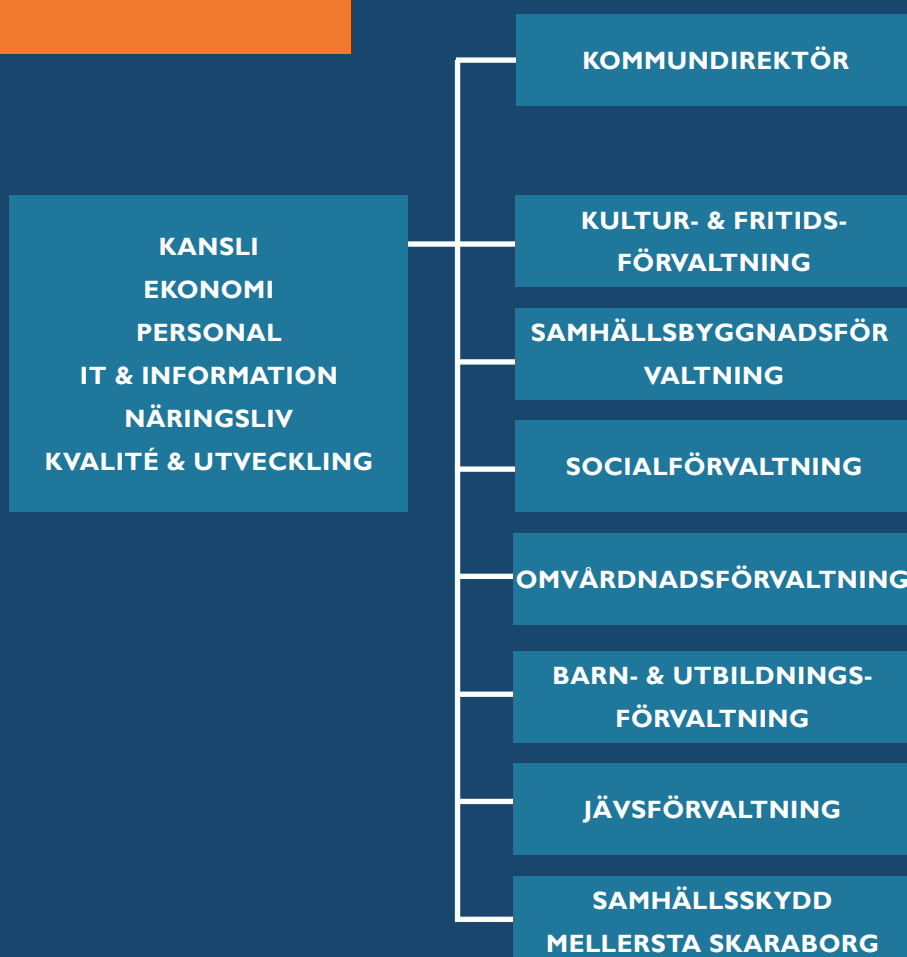 KOMMUNDIREKTÖR
KANSLI
EKONOMI
PERSONAL
IT & INFORMATION
NÄRINGSLIV
KVALITÉ & UTVECKLING
KULTUR- & FRITIDS-
FÖRVALTNING
SAMHÄLLSBYGGNADSFÖR
VALTNING
SOCIALFÖRVALTNING
OMVÅRDNADSFÖRVALTNING
BARN- & UTBILDNINGS-
FÖRVALTNING
JÄVSFÖRVALTNING
SAMHÄLLSSKYDD
MELLERSTA SKARABORG